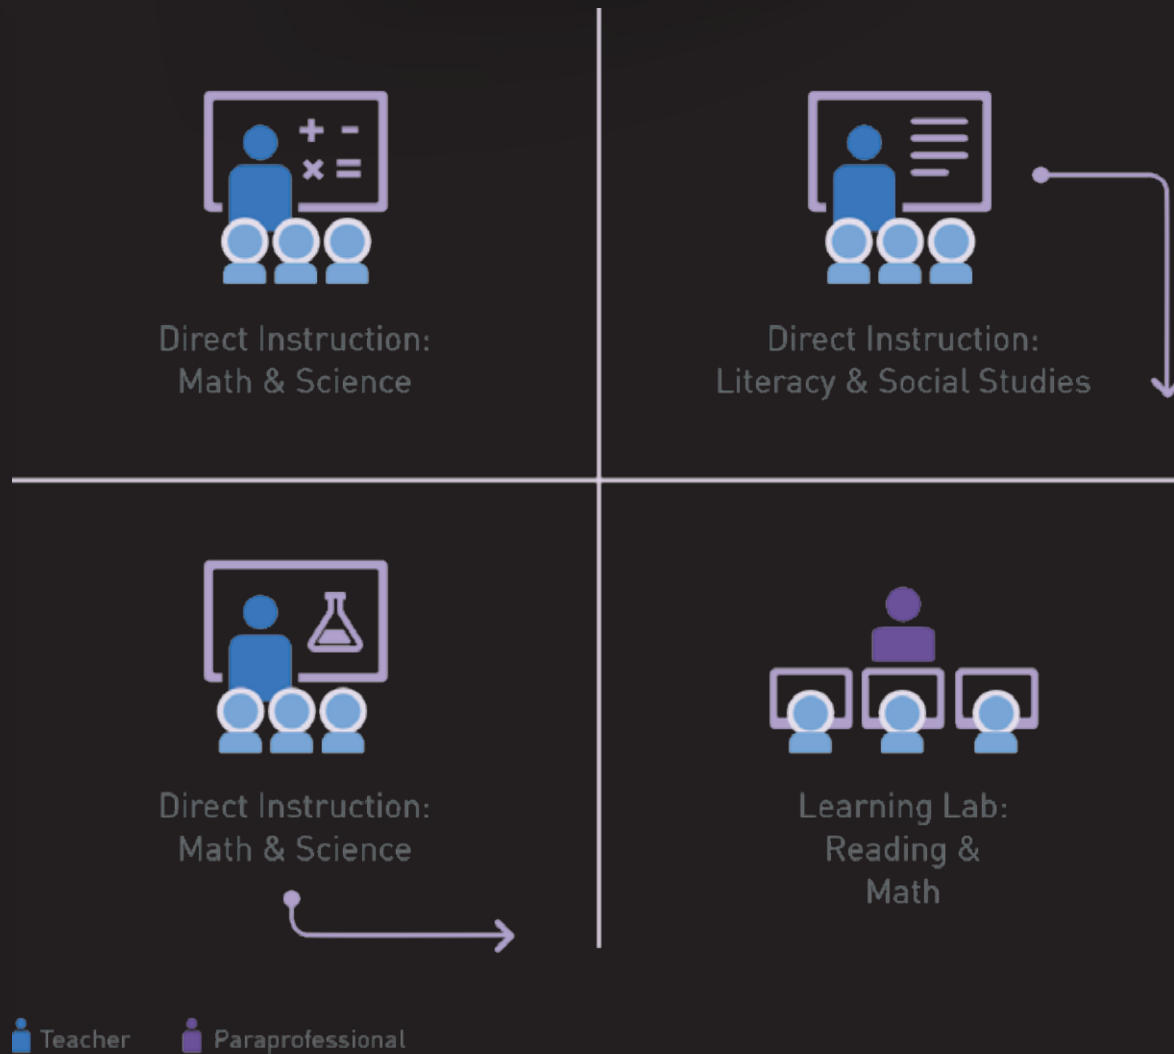 Direct Instruction:
Math & Science
Direct Instruction:
Literacy & Social Studies
Direct Instruction:
Math & Science
Learning Lab:
Reading &
Math
Teacher
Paraprofessional